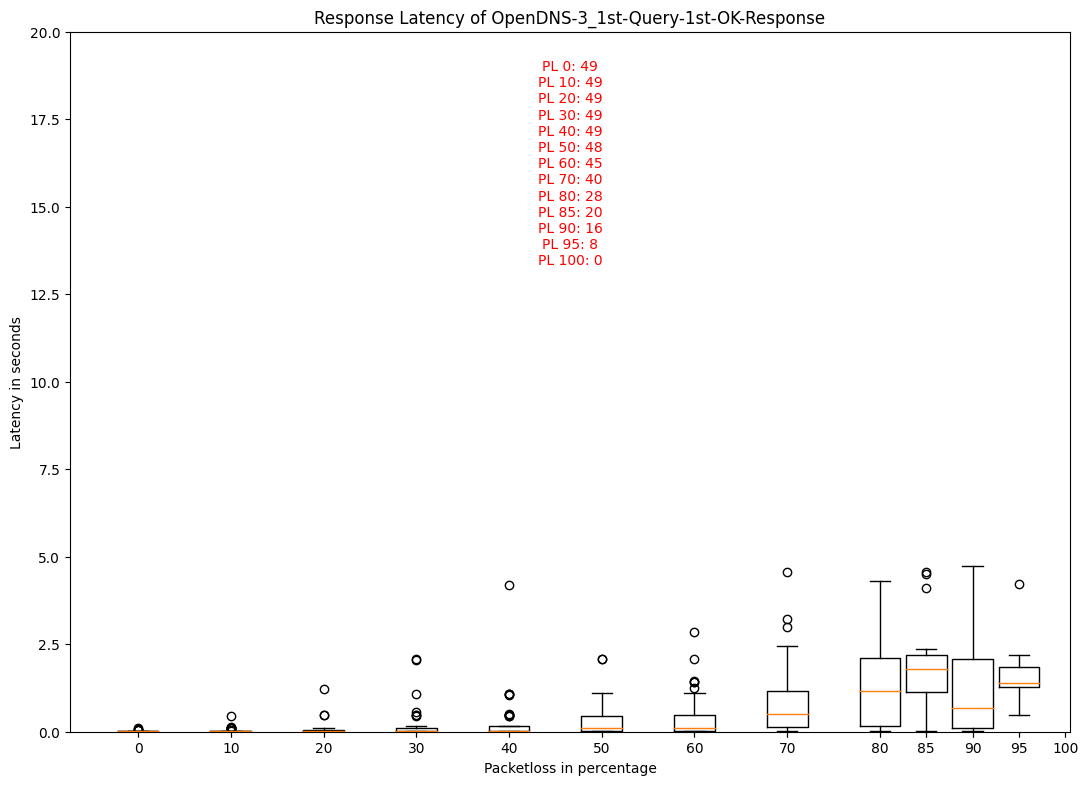 Response Latency of OpenDNS-3_1st-Query-1st-OK-Response
20.0
17.5
15.0
12.5
10.0
7.5
5.0
2.5
0.0
Latency in seconds
PL 0: 49
PL 10: 49
PL 20: 49
PL 30: 49
PL 40: 49
PL 50: 48
PL 60: 45
PL 70: 40
PL 80: 28
PL 85: 20
PL 90: 16
PL 95: 8
PL 100: 0
0 10 20 30 40 50 60 70 80 85 90 95 100
Packetloss in percentage